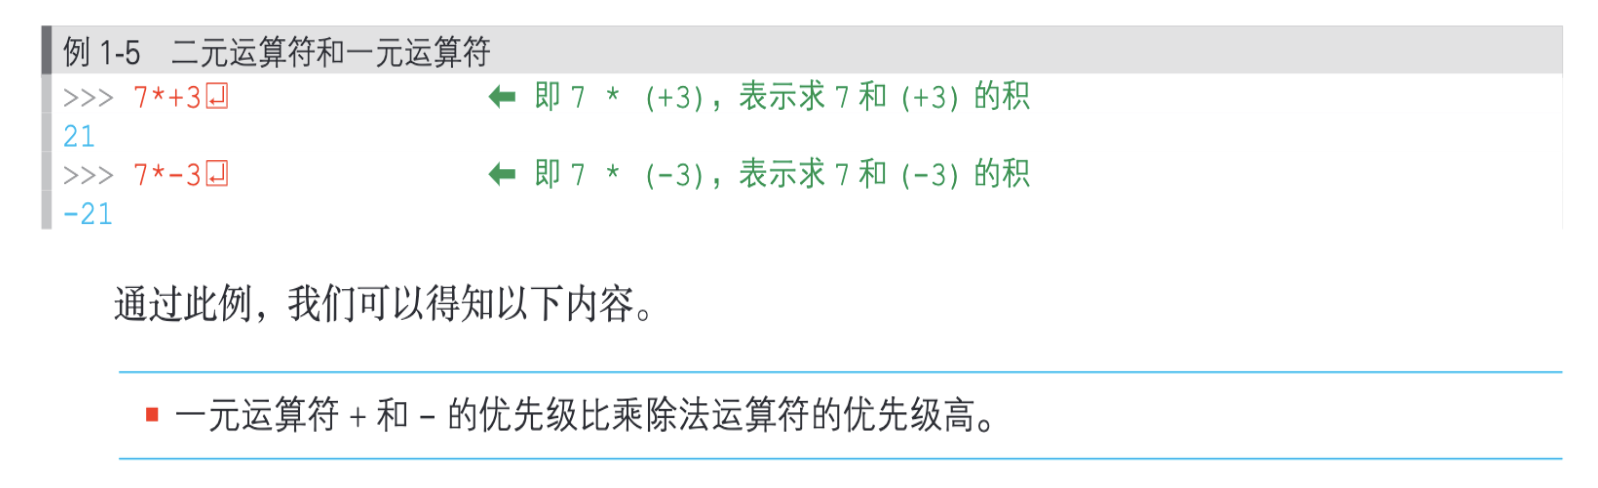 例 1-5 二元运算符和一元运算符
>>> 7*+3↵ ← 即 7 * (+3)，表示求 7 和 (+3) 的积
21
>>> 7*-3↵ ← 即 7 * (-3)，表示求 7 和 (-3) 的积
-21
通过此例，我们可以得知以下内容。
■ 一元运算符 + 和 - 的优先级比乘除法运算符的优先级高。